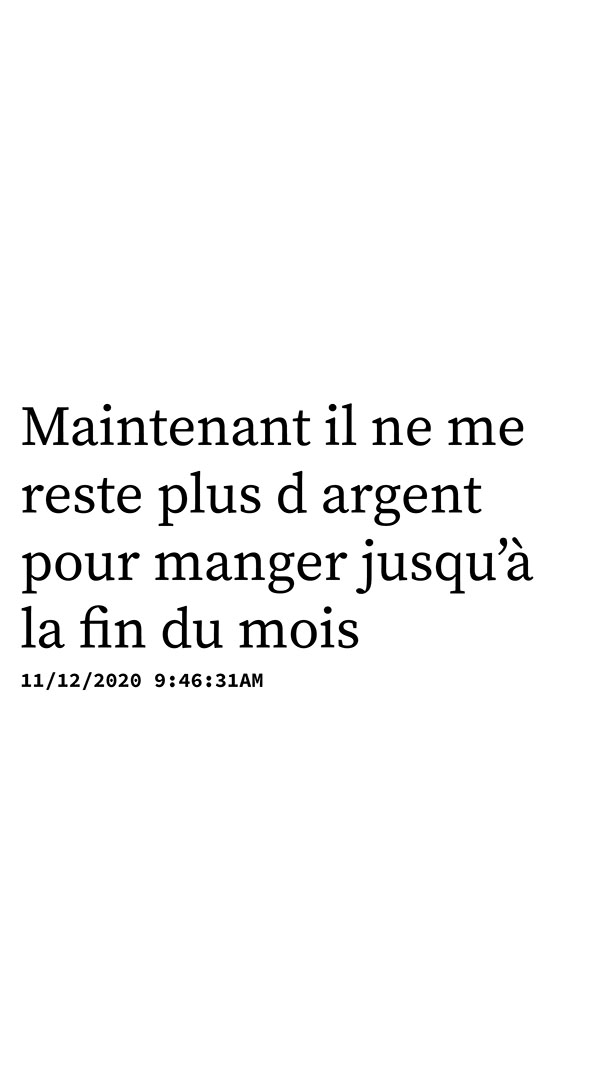 Maintenant il ne me
reste plus d argent
pour manger jusqu’à
la fin du mois
11/12/2020 9:46:31AM